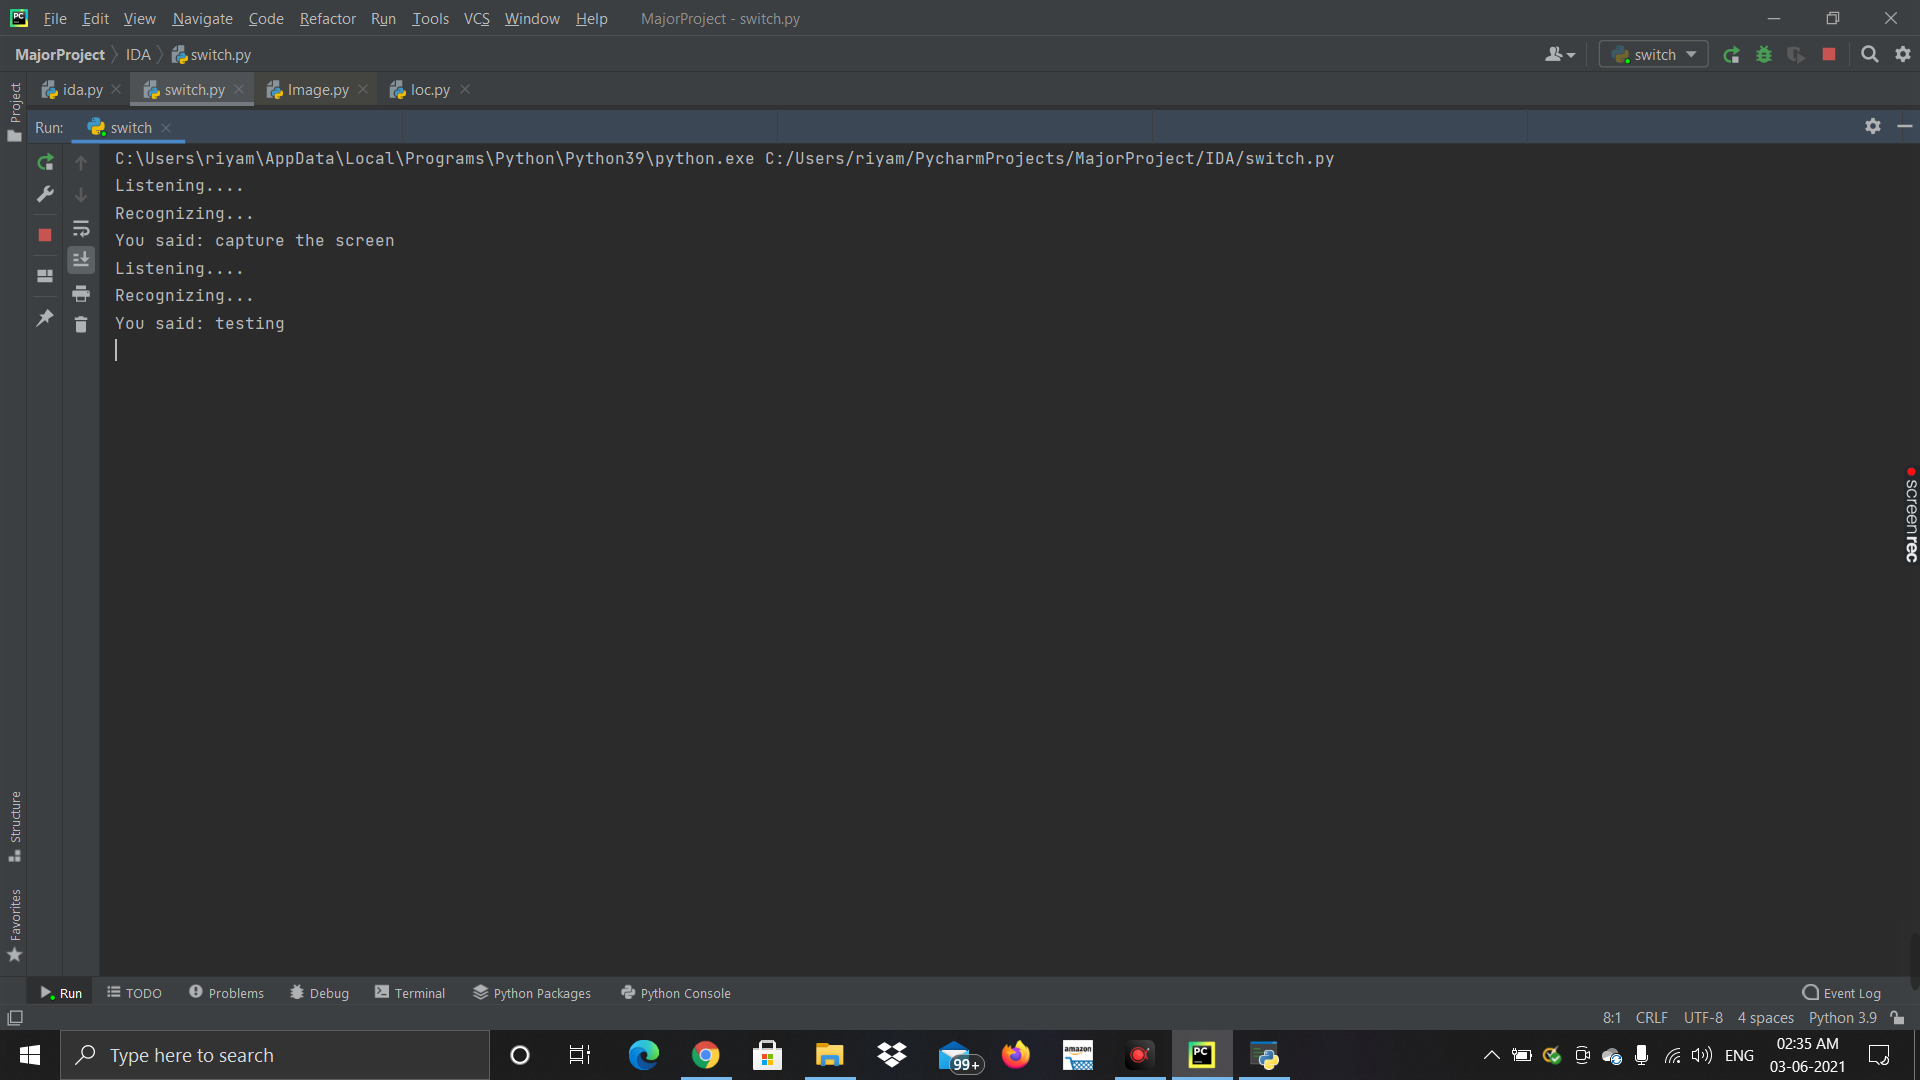 File Edit View Navigate Code Refactor Run Tools VCS Window Help MajorProject - switch.py
MajorProject IDA switch.py switch
ida.py switch.py Image.py loc.py
Project
Run: switch
C:\Users\riyam\AppData\Local\Programs\Python\Python39\python.exe C:/Users/riyam/PycharmProjects/MajorProject/IDA/switch.py
Listening....
Recognizing...
You said: capture the screen
Listening....
Recognizing...
You said: testing
screenrec
Structure
Favorites
Run TODO Problems Debug Terminal Python Packages Python Console Event Log
8:1 CRLF UTF-8 4 spaces Python 3.9
Type here to search 99+ amazon PC ENG 02:35 AM
03-06-2021